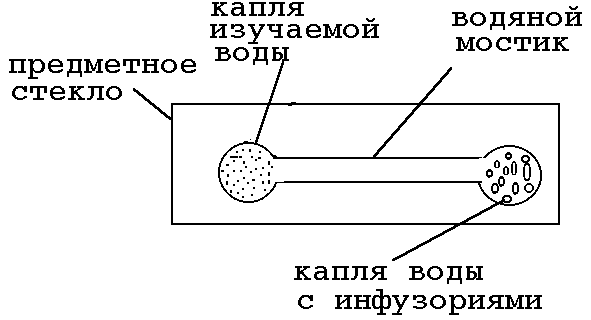 капля
изучаемой
воды
водяной
мостик
предметное
стекло
капля воды
с инфузориями